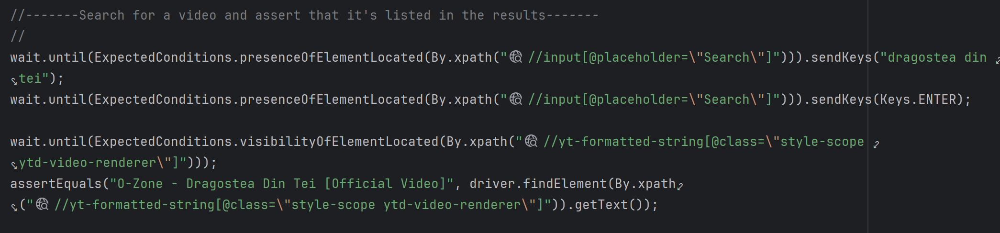 //-------Search for a video and assert that it's listed in the results-------
//
wait.until(ExpectedConditions.presenceOfElementLocated(By.xpath("//input[@placeholder=\"Search\"]"))).sendKeys("dragostea din
tei");
wait.until(ExpectedConditions.presenceOfElementLocated(By.xpath("//input[@placeholder=\"Search\"]"))).sendKeys(Keys.ENTER);
wait.until(ExpectedConditions.visibilityOfElementLocated(By.xpath("//yt-formatted-string[@class=\"style-scope
ytd-video-renderer\"]")));
assertEquals("O-Zone - Dragostea Din Tei [Official Video]", driver.findElement(By.xpath
("//yt-formatted-string[@class=\"style-scope ytd-video-renderer\"]")).getText());